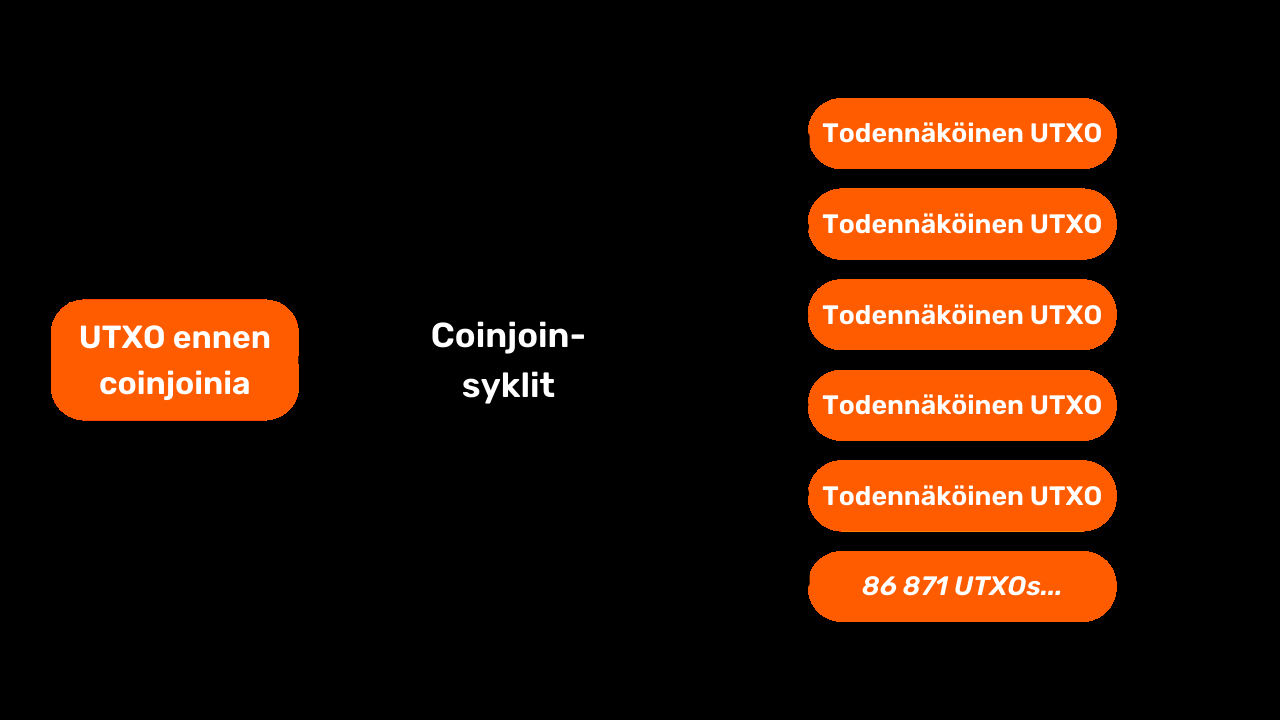 UTXO ennen
coinjoinia
Coinjoin-
syklit
Todennäköinen UTXO
Todennäköinen UTXO
Todennäköinen UTXO
Todennäköinen UTXO
Todennäköinen UTXO
86 871 UTXOs...